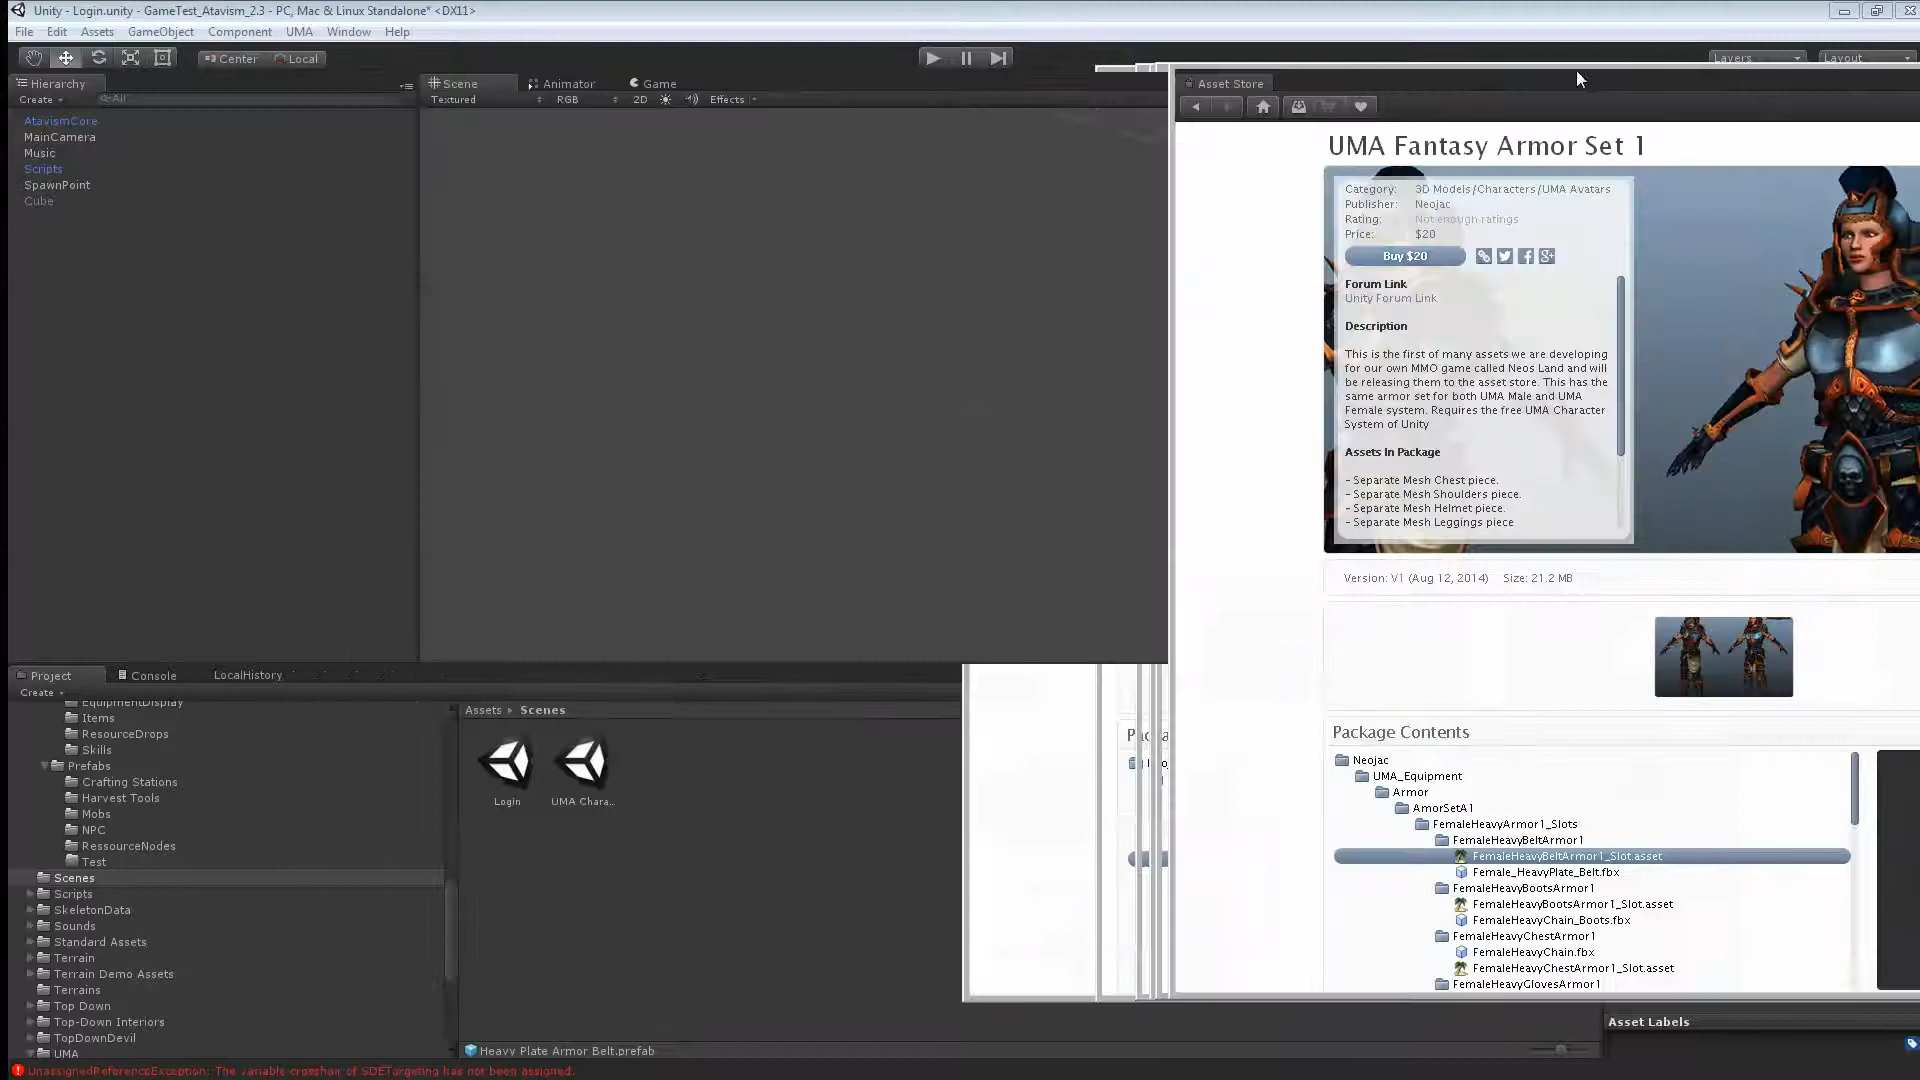 Unity - Login.unity - GameTest_Atavism_2.3 - PC, Mac & Linux Standalone* <DX11>
File Edit Assets GameObject Component UMA Window Help
Center Local
Layers Layout
Hierarchy
Create All
AtavismCore
MainCamera
Music
Scripts
SpawnPoint
Cube
Scene Animator Game
Textured RGB 2D Effects
Asset Store
UMA Fantasy Armor Set 1
Category: 3D Models/Characters/UMA Avatars
Publisher: Neojac
Rating: Not enough ratings
Price: $20
Buy $20
Forum Link
Unity Forum Link
Description
This is the first of many assets we are developing
for our own MMO game called Neos Land and will
be releasing them to the asset store. This has the
same armor set for both UMA Male and UMA
Female system. Requires the free UMA Character
System of Unity
Assets In Package
- Separate Mesh Chest piece.
- Separate Mesh Shoulders piece.
- Separate Mesh Helmet piece.
- Separate Mesh Leggings piece
Version: V1 (Aug 12, 2014) Size: 21.2 MB
Package Contents
Neojac
UMA_Equipment
Armor
AmorSetA1
FemaleHeavyArmor1_Slots
FemaleHeavyBeltArmor1
FemaleHeavyBeltArmor1_Slot.asset
Female_HeavyPlate_Belt.fbx
FemaleHeavyBootsArmor1
FemaleHeavyBootsArmor1_Slot.asset
FemaleHeavyChain_Boots.fbx
FemaleHeavyChestArmor1
FemaleHeavyChain.fbx
FemaleHeavyChestArmor1_Slot.asset
FemaleHeavyGlovesArmor1
Project Console LocalHistory
Create
EquipmentDisplay
Items
ResourceDrops
Skills
Prefabs
Crafting Stations
Harvest Tools
Mobs
NPC
RessourceNodes
Test
Scenes
Scripts
SkeletonData
Sounds
Standard Assets
Terrain
Terrain Demo Assets
Terrains
Top Down
Top-Down Interiors
TopDownDevil
UMA
Assets Scenes
Login UMA Chara...
Heavy Plate Armor Belt.prefab
Asset Labels
UnassignedReferenceException: The variable crosshair of SDETargeting has not been assigned.